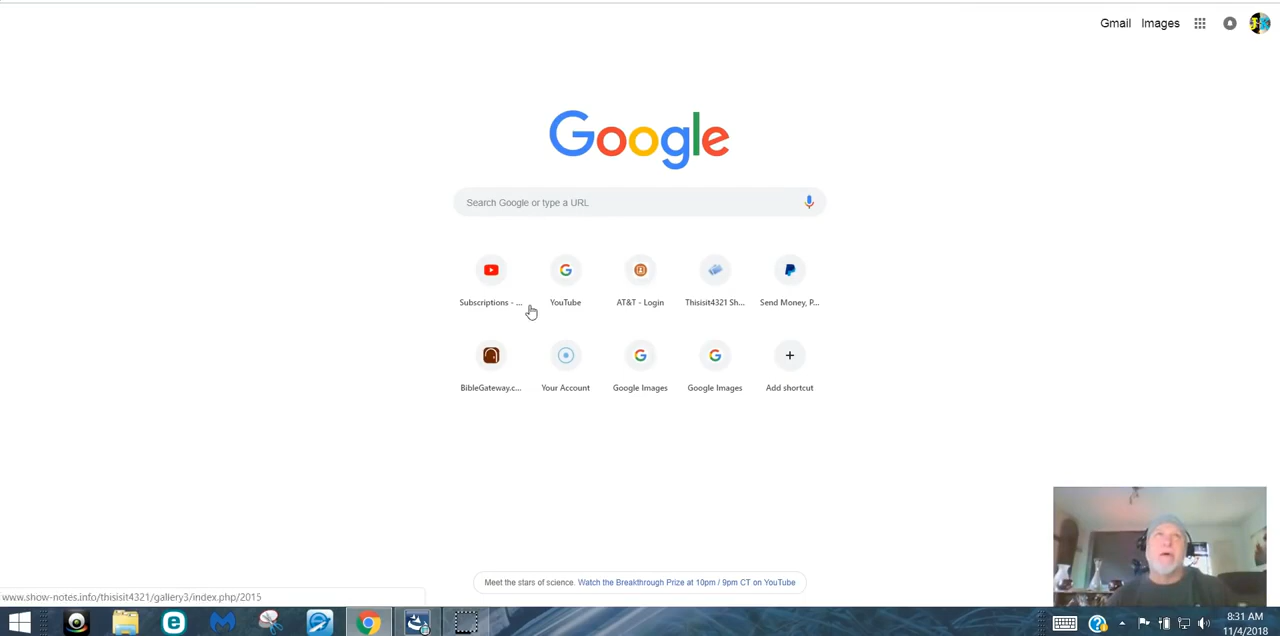 Gmail Images
Google
Search Google or type a URL
Subscriptions - ... YouTube AT&T - Login Thisisit4321 Sh... Send Money, P...
BibleGateway.c... Your Account Google Images Google Images Add shortcut
Meet the stars of science. Watch the Breakthrough Prize at 10pm / 9pm CT on YouTube
www.show-notes.info/thisisit4321/gallery3/index.php/2015
8:31 AM
11/4/2018